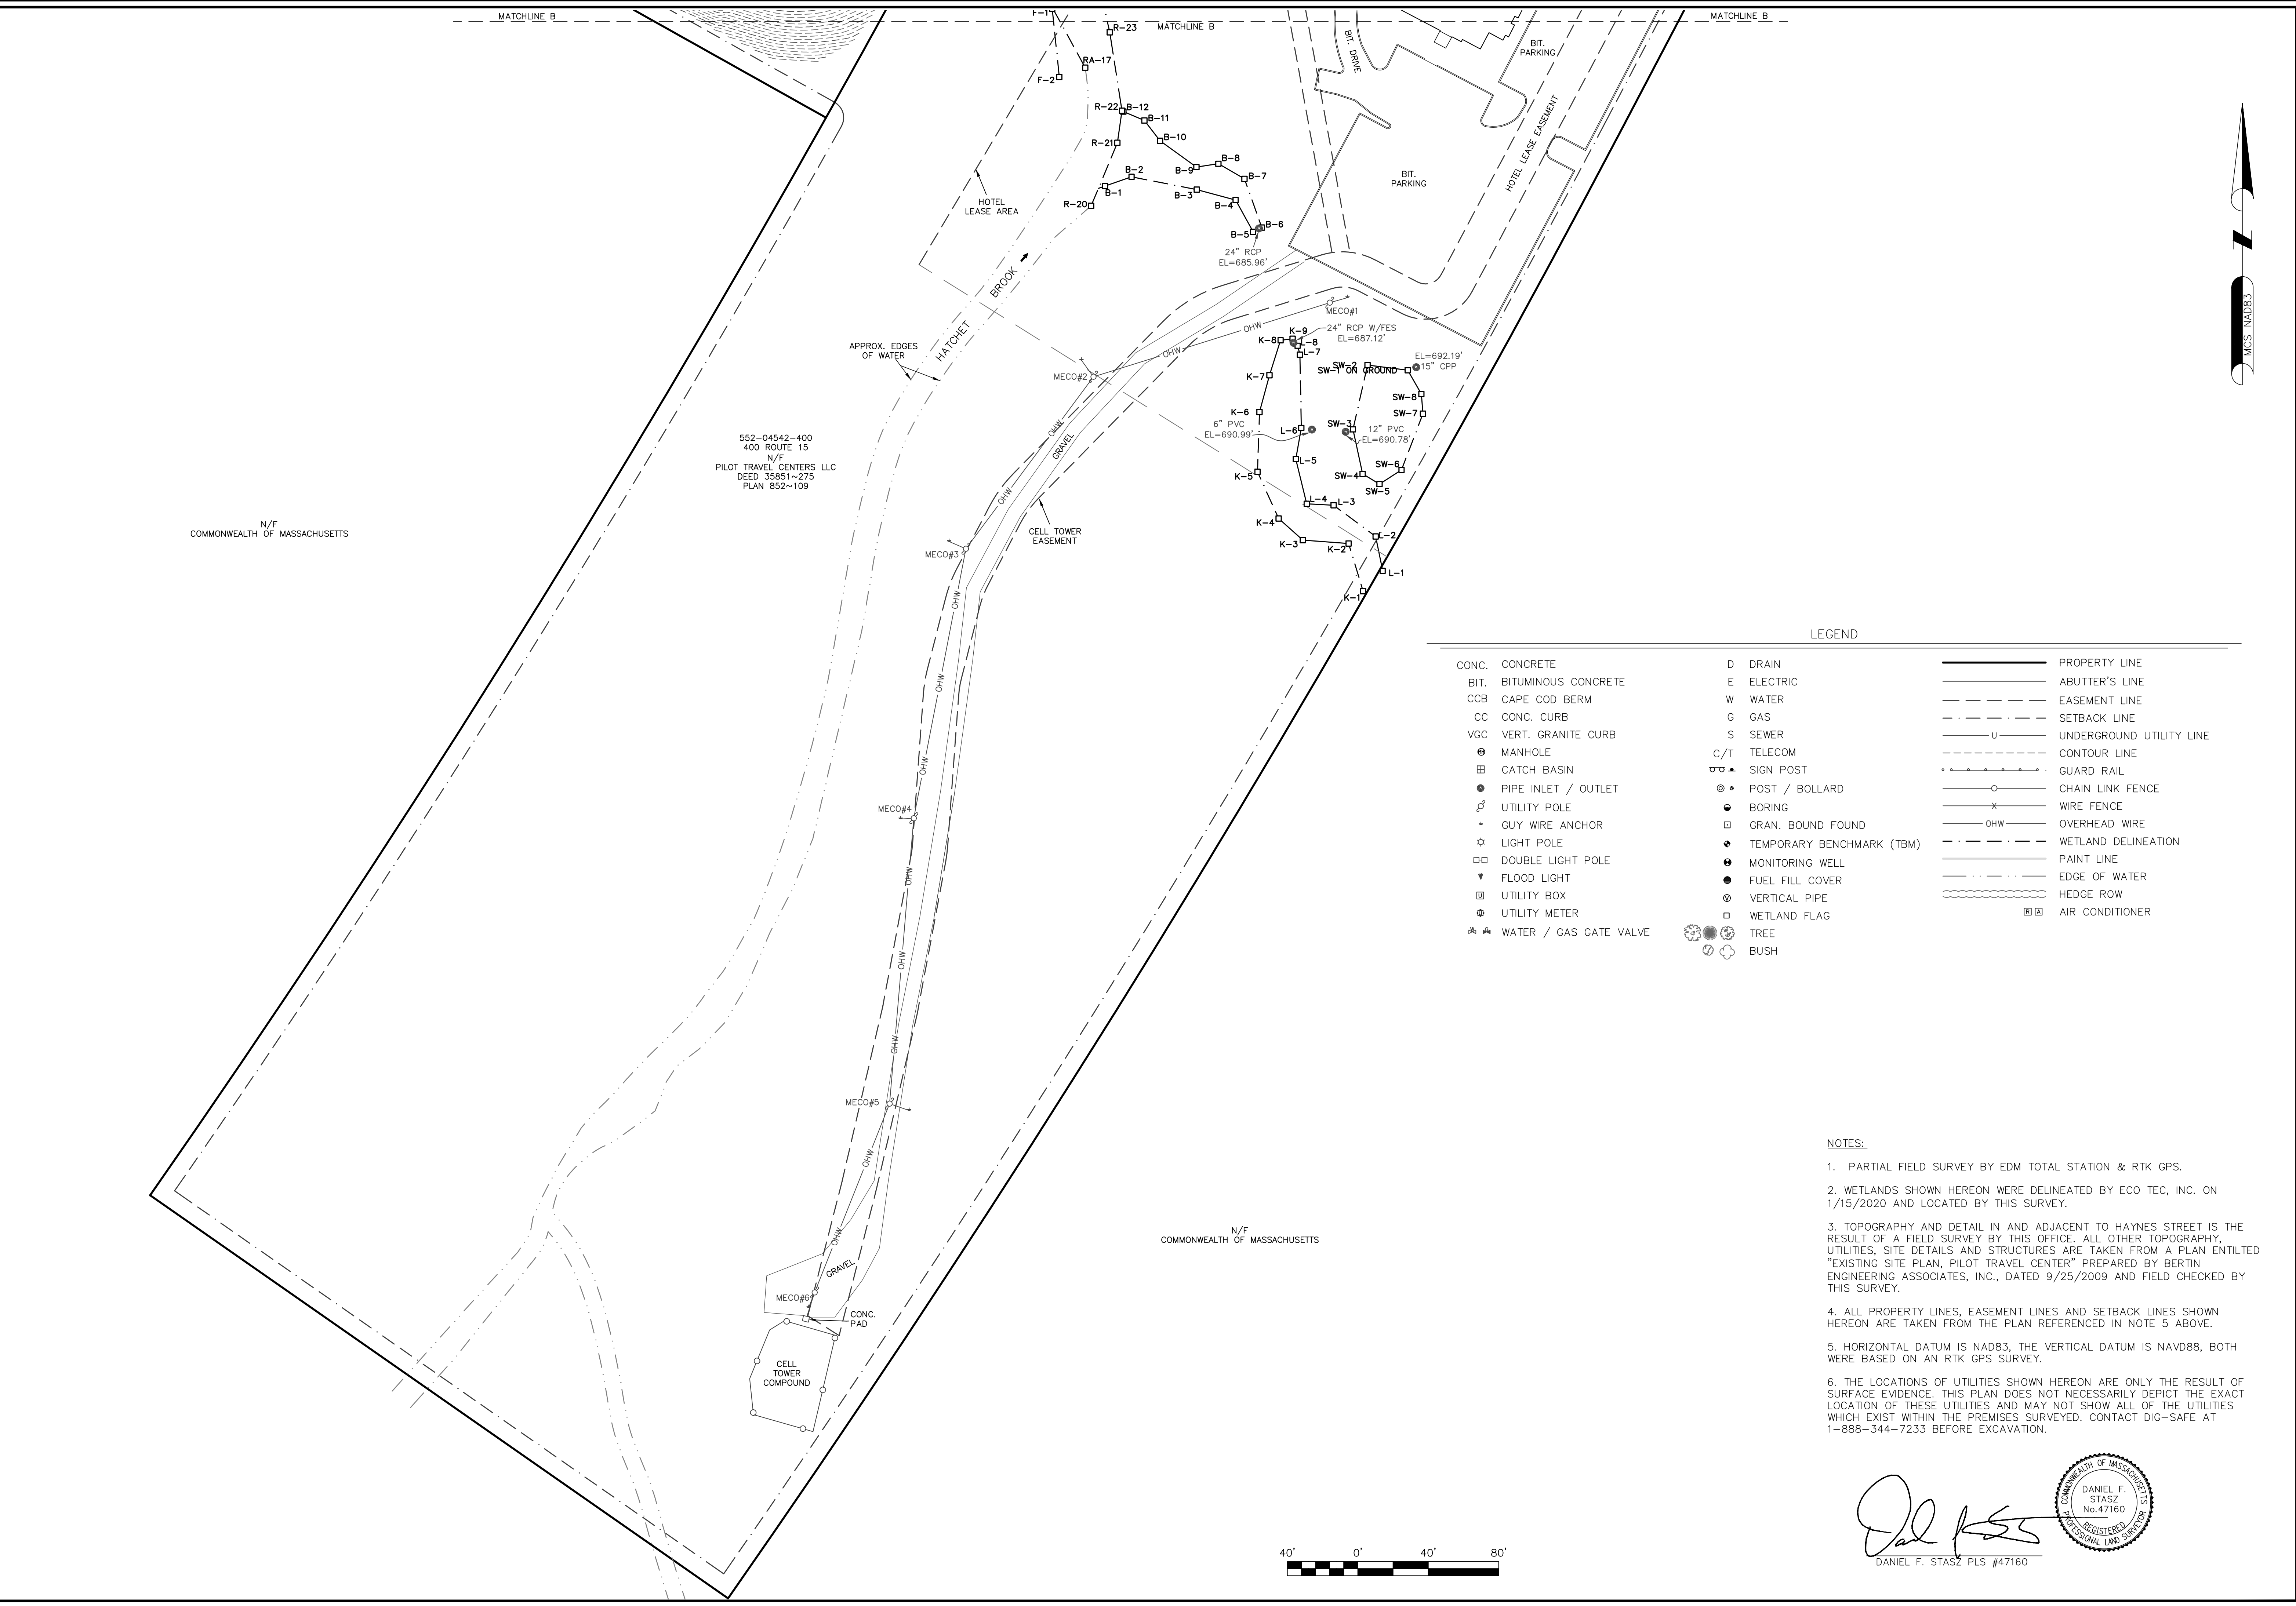 MATCHLINE B
MATCHLINE B
MATCHLINE B
F-1
R-23
RA-17
F-2
R-22
B-12
B-11
B-10
R-21
B-9
B-8
B-7
B-2
B-1
B-3
B-4
R-20
B-5
B-6
24" RCP
EL=685.96'
BIT. DRIVE
BIT.
PARKING
BIT.
PARKING
HOTEL LEASE EASEMENT
HOTEL
LEASE AREA
HATCHET BROOK
APPROX. EDGES
OF WATER
MCS NAD83
MECO#1
OHW
OHW
MECO#2
K-9
K-8
L-8
L-7
24" RCP W/FES
EL=687.12'
SW-2
SW-1 ON GROUND
EL=692.19'
15" CPP
K-7
SW-8
SW-7
K-6
6" PVC
EL=690.99'
L-6
SW-3
12" PVC
EL=690.78'
L-5
K-5
SW-4
SW-6
SW-5
L-4
L-3
K-4
K-3
K-2
L-2
L-1
K-1
552-04542-400
400 ROUTE 15
N/F
PILOT TRAVEL CENTERS LLC
DEED 35851~275
PLAN 852~109
N/F
COMMONWEALTH OF MASSACHUSETTS
OHW
GRAVEL
OHW
CELL TOWER
EASEMENT
MECO#3
OHW
OHW
OHW
MECO#4
OHW
OHW
OHW
MECO#5
OHW
OHW
GRAVEL
MECO#6
CONC.
PAD
CELL
TOWER
COMPOUND
N/F
COMMONWEALTH OF MASSACHUSETTS
LEGEND
CONC. CONCRETE
BIT. BITUMINOUS CONCRETE
CCB CAPE COD BERM
CC CONC. CURB
VGC VERT. GRANITE CURB
MANHOLE
CATCH BASIN
PIPE INLET / OUTLET
UTILITY POLE
GUY WIRE ANCHOR
LIGHT POLE
DOUBLE LIGHT POLE
FLOOD LIGHT
U UTILITY BOX
UTILITY METER
WATER / GAS GATE VALVE
D DRAIN
E ELECTRIC
W WATER
G GAS
S SEWER
C/T TELECOM
SIGN POST
POST / BOLLARD
BORING
GRAN. BOUND FOUND
TEMPORARY BENCHMARK (TBM)
MONITORING WELL
FUEL FILL COVER
V VERTICAL PIPE
WETLAND FLAG
TREE
BUSH
PROPERTY LINE
ABUTTER'S LINE
EASEMENT LINE
SETBACK LINE
U UNDERGROUND UTILITY LINE
CONTOUR LINE
GUARD RAIL
CHAIN LINK FENCE
X WIRE FENCE
OHW OVERHEAD WIRE
WETLAND DELINEATION
PAINT LINE
EDGE OF WATER
HEDGE ROW
R A AIR CONDITIONER
NOTES:
1. PARTIAL FIELD SURVEY BY EDM TOTAL STATION & RTK GPS.
2. WETLANDS SHOWN HEREON WERE DELINEATED BY ECO TEC, INC. ON
1/15/2020 AND LOCATED BY THIS SURVEY.
3. TOPOGRAPHY AND DETAIL IN AND ADJACENT TO HAYNES STREET IS THE
RESULT OF A FIELD SURVEY BY THIS OFFICE. ALL OTHER TOPOGRAPHY,
UTILITIES, SITE DETAILS AND STRUCTURES ARE TAKEN FROM A PLAN ENTILTED
"EXISTING SITE PLAN, PILOT TRAVEL CENTER" PREPARED BY BERTIN
ENGINEERING ASSOCIATES, INC., DATED 9/25/2009 AND FIELD CHECKED BY
THIS SURVEY.
4. ALL PROPERTY LINES, EASEMENT LINES AND SETBACK LINES SHOWN
HEREON ARE TAKEN FROM THE PLAN REFERENCED IN NOTE 5 ABOVE.
5. HORIZONTAL DATUM IS NAD83, THE VERTICAL DATUM IS NAVD88, BOTH
WERE BASED ON AN RTK GPS SURVEY.
6. THE LOCATIONS OF UTILITIES SHOWN HEREON ARE ONLY THE RESULT OF
SURFACE EVIDENCE. THIS PLAN DOES NOT NECESSARILY DEPICT THE EXACT
LOCATION OF THESE UTILITIES AND MAY NOT SHOW ALL OF THE UTILITIES
WHICH EXIST WITHIN THE PREMISES SURVEYED. CONTACT DIG-SAFE AT
1-888-344-7233 BEFORE EXCAVATION.
COMMONWEALTH OF MASSACHUSETTS
DANIEL F.
STASZ
No.47160
REGISTERED
PROFESSIONAL LAND SURVEYOR
DANIEL F. STASZ PLS #47160
40' 0' 40' 80'